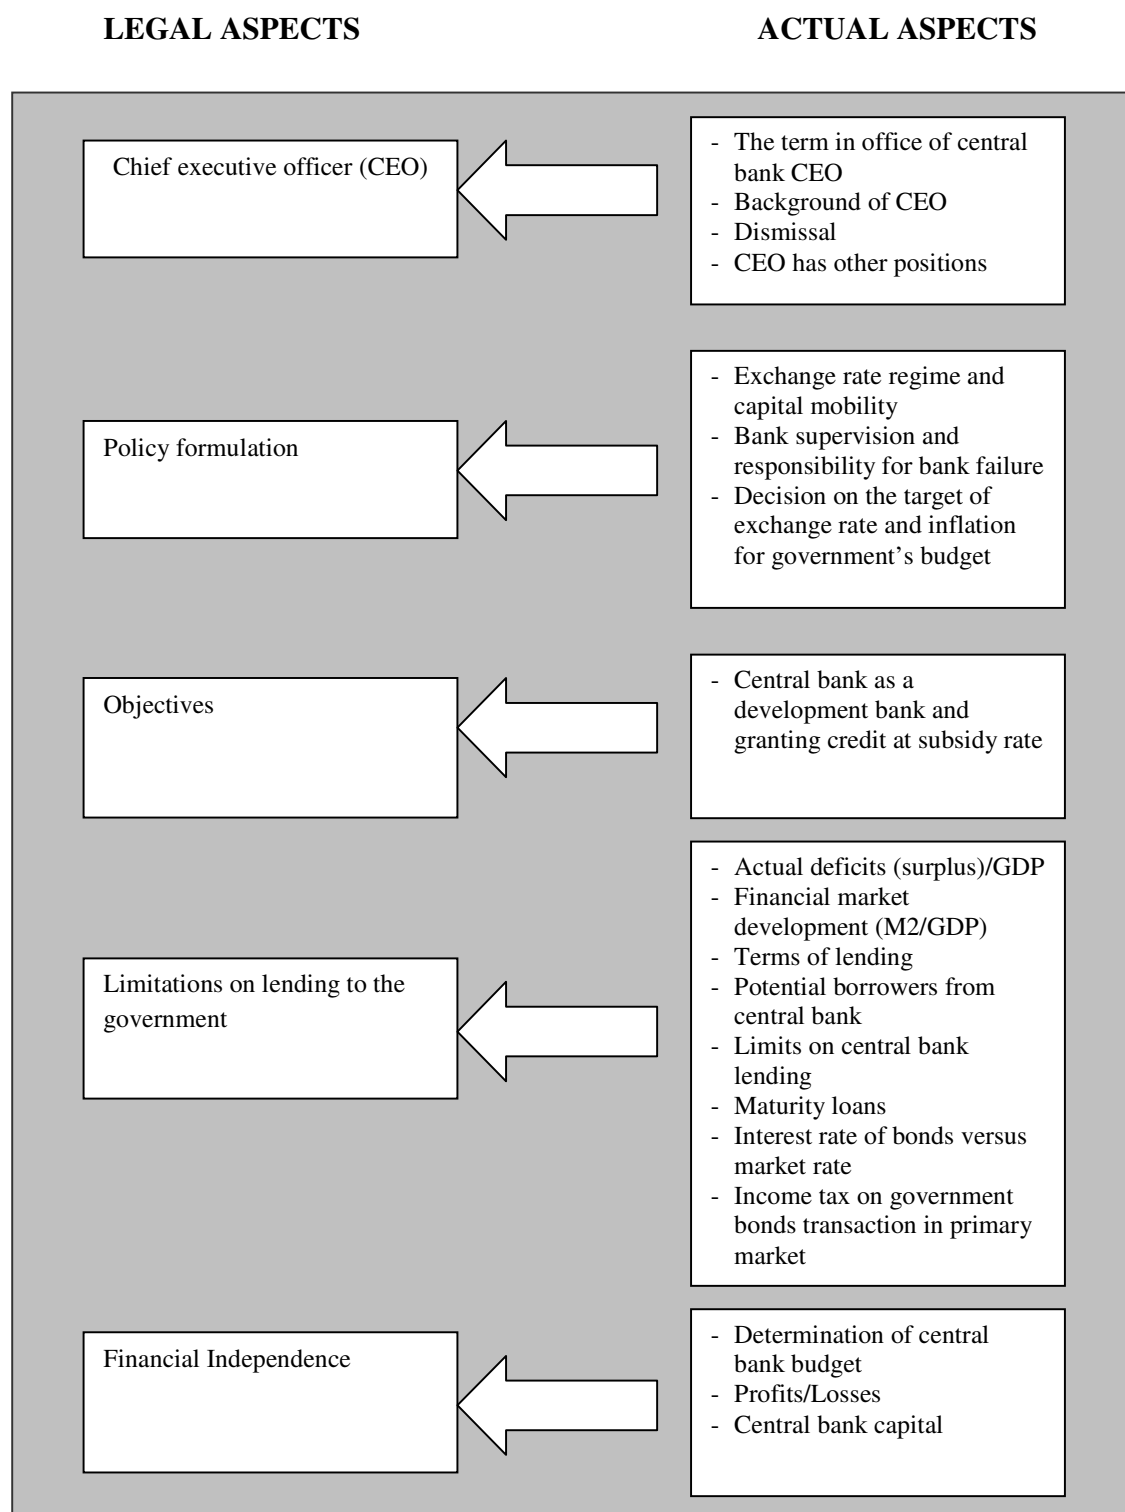 LEGAL ASPECTS
ACTUAL ASPECTS
Chief executive officer (CEO)
- The term in office of central
bank CEO
- Background of CEO
- Dismissal
- CEO has other positions
Policy formulation
- Exchange rate regime and
capital mobility
- Bank supervision and
responsibility for bank failure
- Decision on the target of
exchange rate and inflation
for government’s budget
Objectives
- Central bank as a
development bank and
granting credit at subsidy rate
Limitations on lending to the
government
- Actual deficits (surplus)/GDP
- Financial market
development (M2/GDP)
- Terms of lending
- Potential borrowers from
central bank
- Limits on central bank
lending
- Maturity loans
- Interest rate of bonds versus
market rate
- Income tax on government
bonds transaction in primary
market
Financial Independence
- Determination of central
bank budget
- Profits/Losses
- Central bank capital